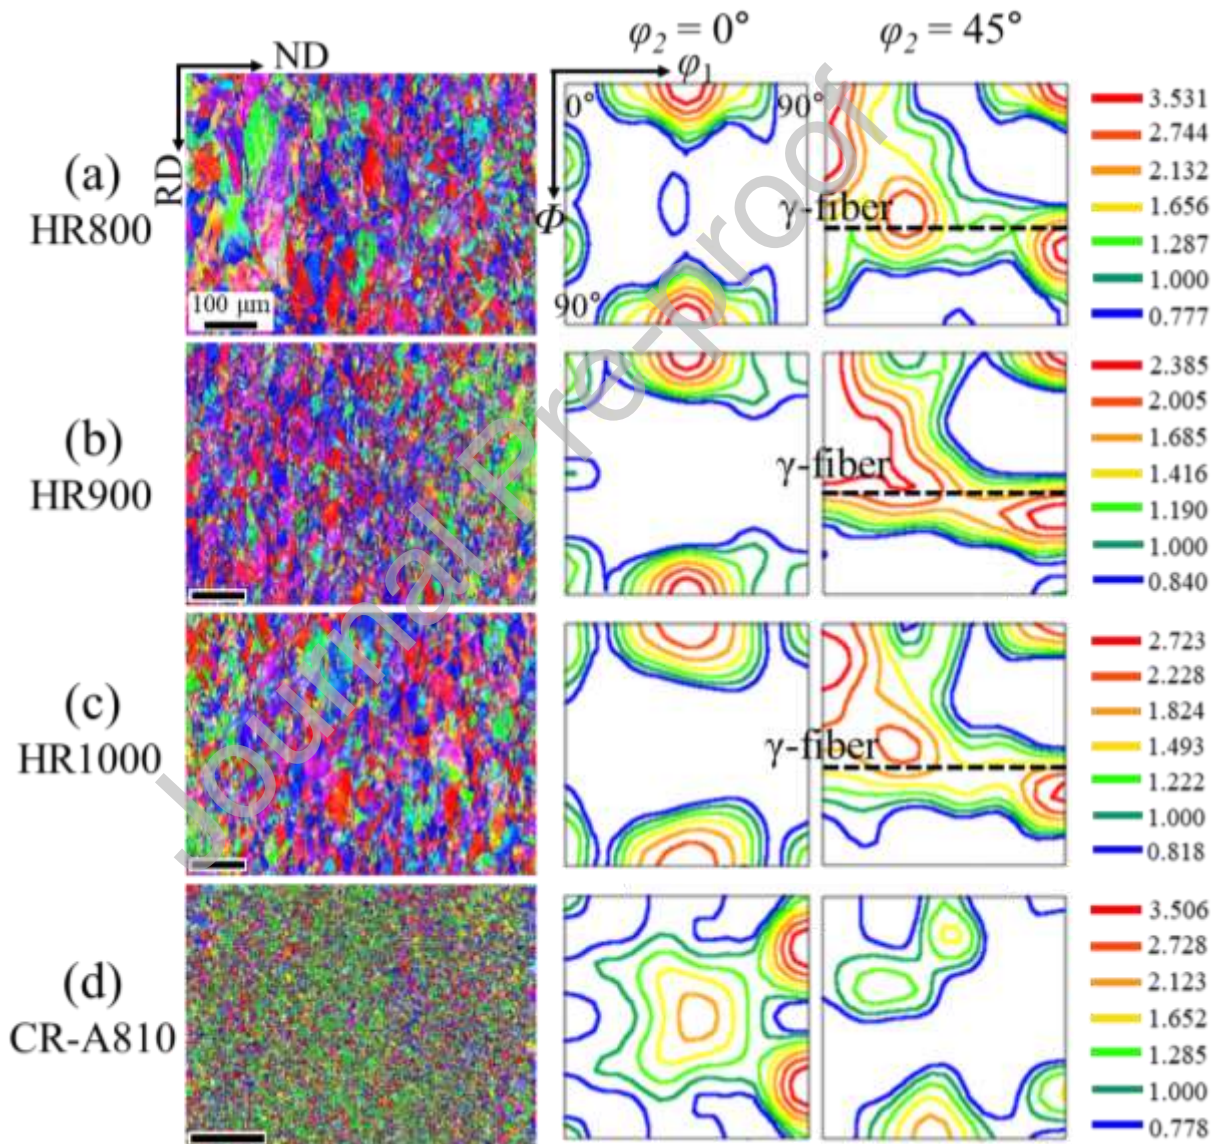 φ₂ = 0° φ₂ = 45°
ND
RD
φ₁
Φ
0° 90°
90°
(a)
HR800
100 μm
γ-fiber
3.531
2.744
2.132
1.656
1.287
1.000
0.777
(b)
HR900
γ-fiber
2.385
2.005
1.685
1.416
1.190
1.000
0.840
(c)
HR1000
γ-fiber
2.723
2.228
1.824
1.493
1.222
1.000
0.818
(d)
CR-A810
3.506
2.728
2.123
1.652
1.285
1.000
0.778
Journal Pre-proof